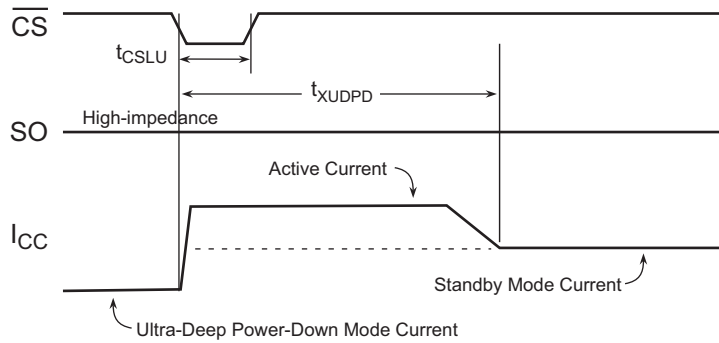 CS
tCSLU
tXUDPD
High-impedance
SO
Active Current
ICC
Standby Mode Current
Ultra-Deep Power-Down Mode Current